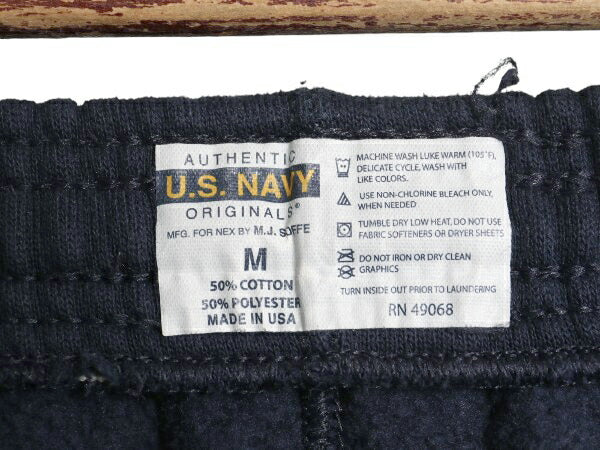 AUTHENTIC
U.S. NAVY
ORIGINALS®
MFG. FOR NEX BY M.J. SOFFE
M
50% COTTON
50% POLYESTER
MADE IN USA
MACHINE WASH LUKE WARM (105°F),
DELICATE CYCLE, WASH WITH
LIKE COLORS.
USE NON-CHLORINE BLEACH ONLY,
WHEN NEEDED
TUMBLE DRY LOW HEAT, DO NOT USE
FABRIC SOFTENERS OR DRYER SHEETS
DO NOT IRON OR DRY CLEAN
GRAPHICS
TURN INSIDE OUT PRIOR TO LAUNDERING
RN 49068